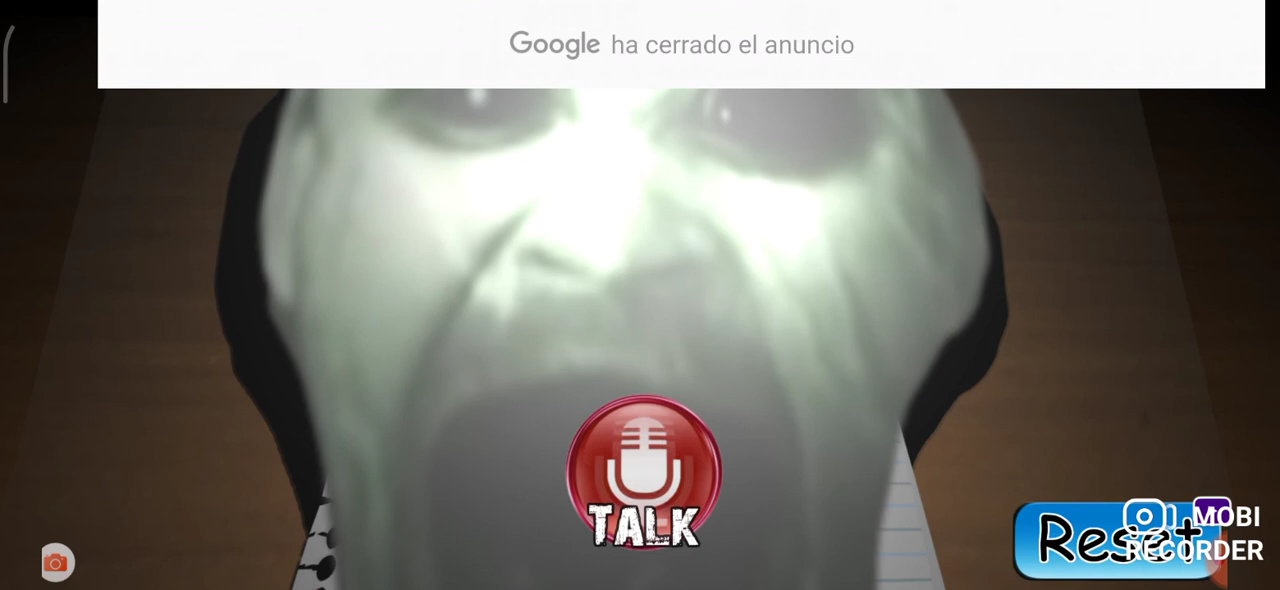 Google ha cerrado el anuncio
TALK
Reset
MOBI
RECORDER